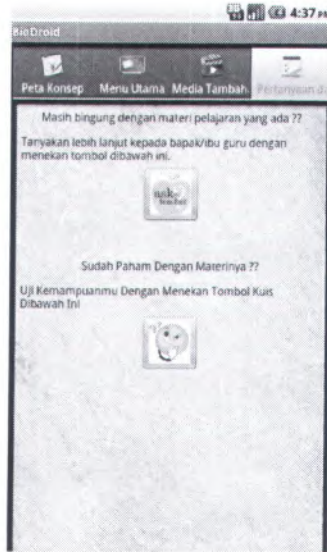 4:37 PM
BioDroid
Peta Konsep Menu Utama Media Tambah Pertanyaan d
Masih bingung dengan materi pelajaran yang ada ??
Tanyakan lebih lanjut kepada bapak/ibu guru dengan
menekan tombol dibawah ini.
Sudah Paham Dengan Materinya ??
Uji Kemampuanmu Dengan Menekan Tombol Kuis
Dibawah Ini